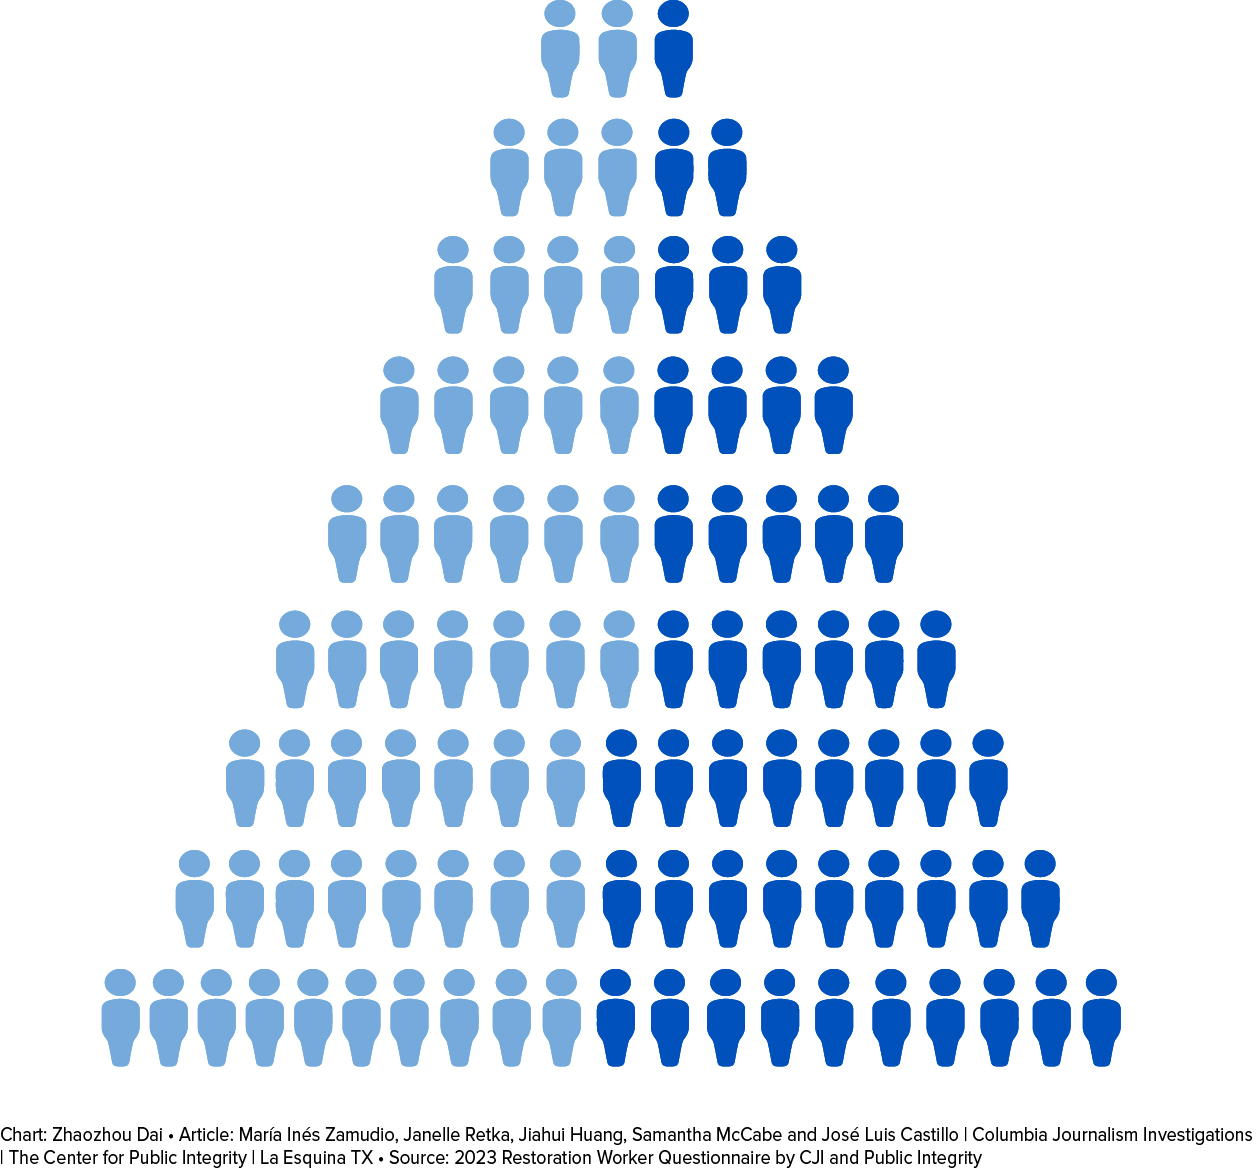 Chart: Zhaozhou Dai • Article: María Inés Zamudio, Janelle Retka, Jiahui Huang, Samantha McCabe and José Luis Castillo | Columbia Journalism Investigations
| The Center for Public Integrity | La Esquina TX • Source: 2023 Restoration Worker Questionnaire by CJI and Public Integrity